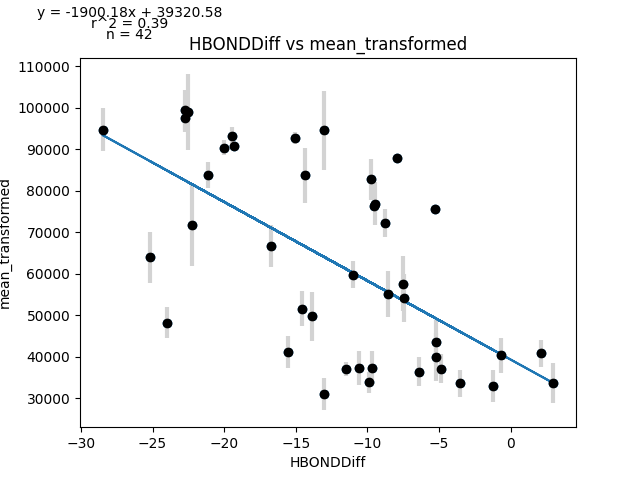 y = -1900.18x + 39320.58
r^2 = 0.39
n = 42
HBONDDiff vs mean_transformed
mean_transformed
110000
100000
90000
80000
70000
60000
50000
40000
30000
−30
−25
−20
−15
−10
−5
0
HBONDDiff